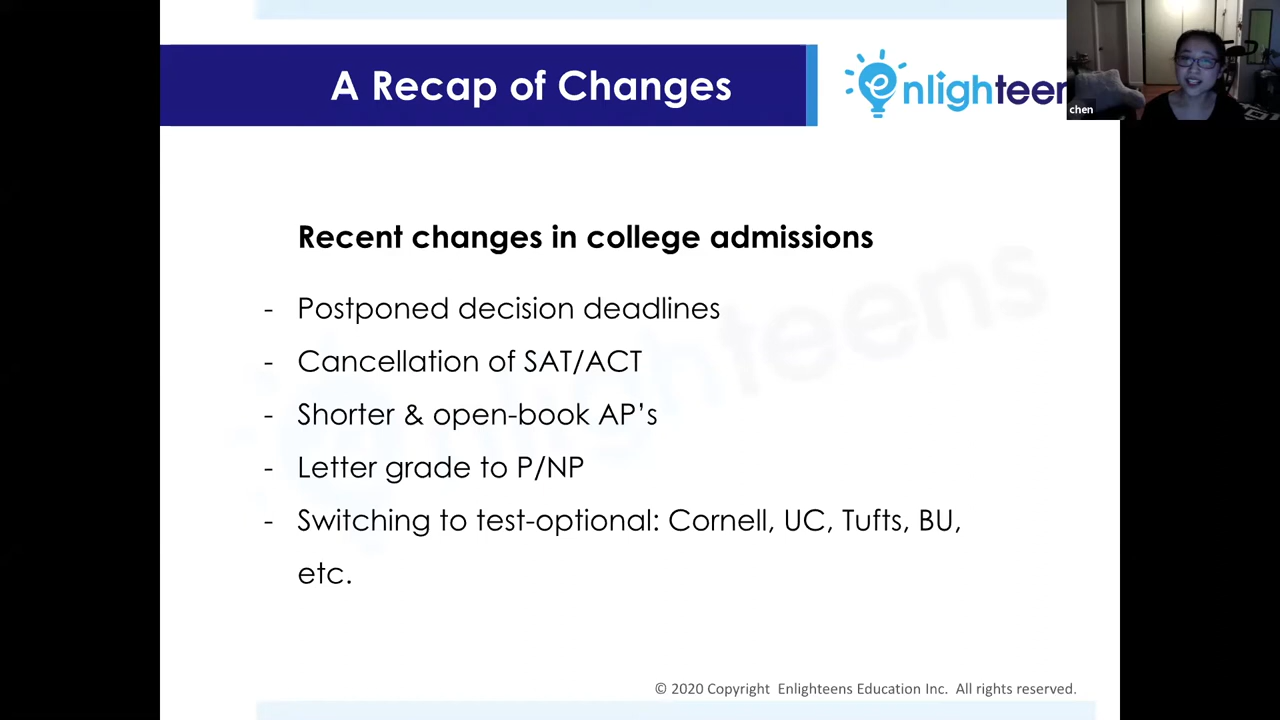 A Recap of Changes
enlighteen
chen
Recent changes in college admissions
- Postponed decision deadlines
- Cancellation of SAT/ACT
- Shorter & open-book AP’s
- Letter grade to P/NP
- Switching to test-optional: Cornell, UC, Tufts, BU,
etc.
enlighteens
© 2020 Copyright Enlighteens Education Inc. All rights reserved.